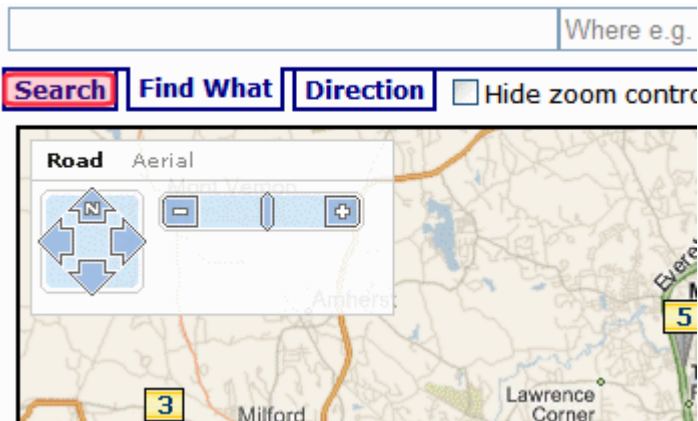 Where e.g.
Search Find What Direction Hide zoom contro
Road Aerial
Mont Vernon
N
Amherst
Everet
5
3
Milford
Lawrence
Corner